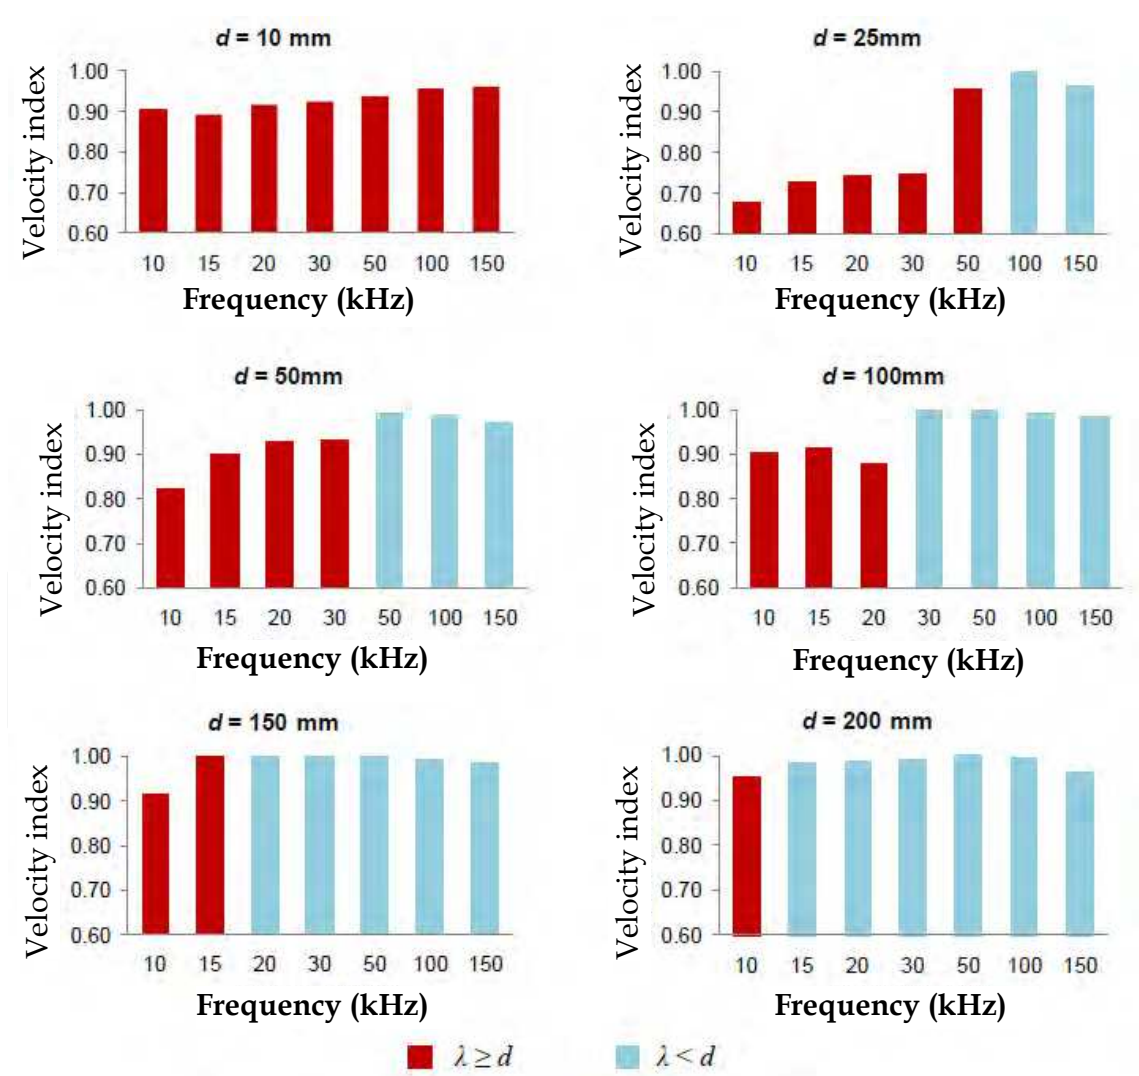 d = 10 mm
Velocity index
1.00
0.90
0.80
0.70
0.60
10 15 20 30 50 100 150
Frequency (kHz)
d = 25mm
Velocity index
1.00
0.90
0.80
0.70
0.60
10 15 20 30 50 100 150
Frequency (kHz)
d = 50mm
Velocity index
1.00
0.90
0.80
0.70
0.60
10 15 20 30 50 100 150
Frequency (kHz)
d = 100mm
Velocity index
1.00
0.90
0.80
0.70
0.60
10 15 20 30 50 100 150
Frequency (kHz)
d = 150 mm
Velocity index
1.00
0.90
0.80
0.70
0.60
10 15 20 30 50 100 150
Frequency (kHz)
d = 200 mm
Velocity index
1.00
0.90
0.80
0.70
0.60
10 15 20 30 50 100 150
Frequency (kHz)
λ ≥ d
λ < d